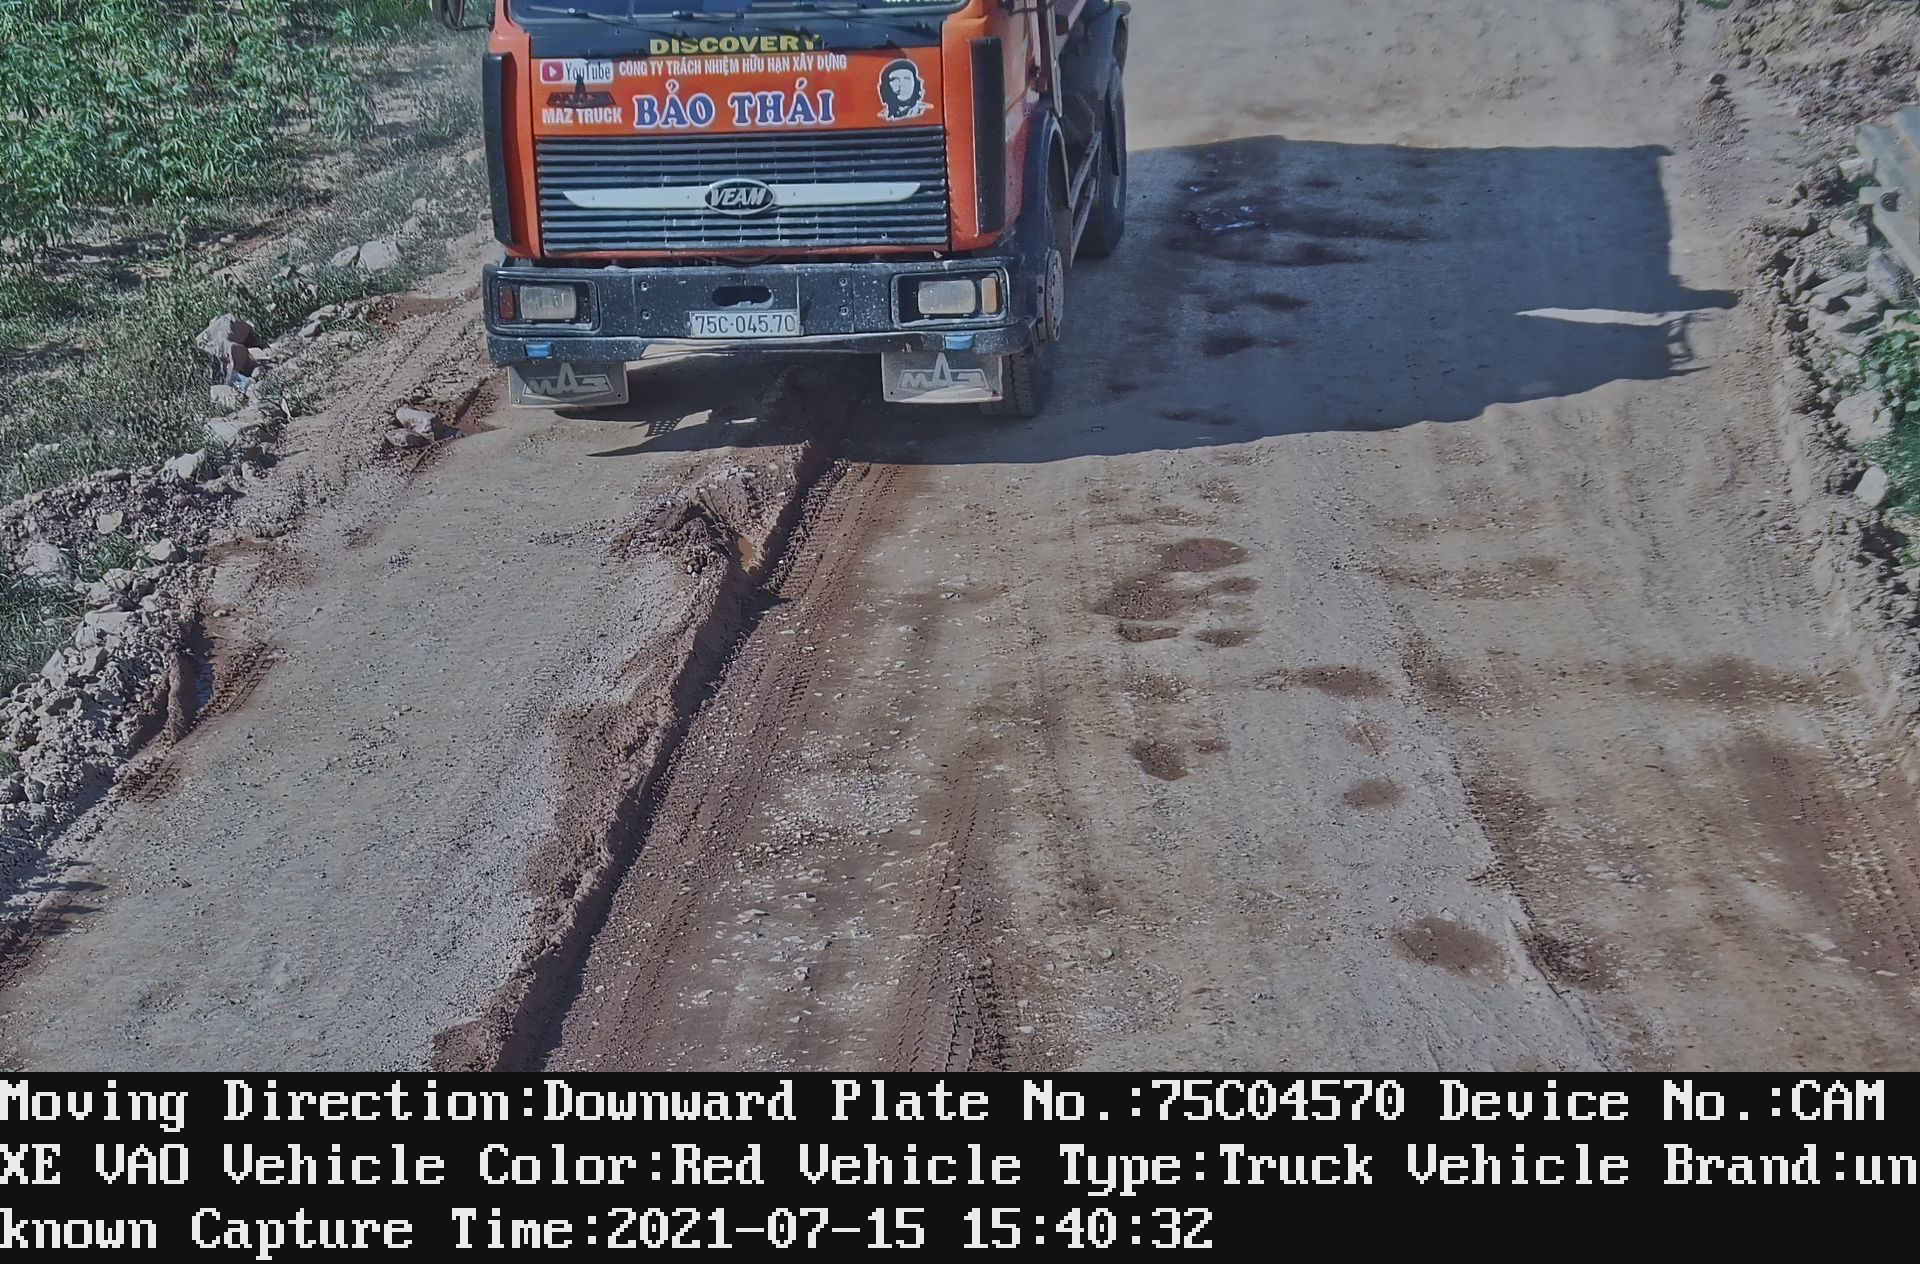 DISCOVERY
YouTube CÔNG TY TRÁCH NHIỆM HỮU HẠN XÂY DỰNG
MAZ TRUCK BẢO THÁI
VEAM
75C-045.70
MAZ MAZ
Moving Direction:Downward Plate No.:75C04570 Device No.:CAM
XE VAO Vehicle Color:Red Vehicle Type:Truck Vehicle Brand:un
known Capture Time:2021-07-15 15:40:32